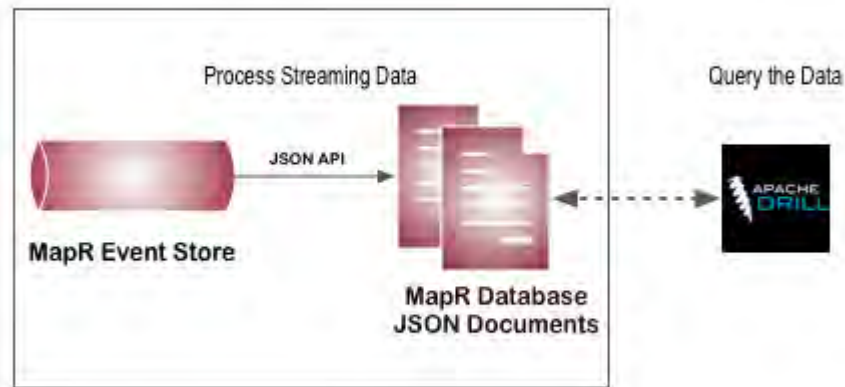 Process Streaming Data
Query the Data
JSON API
APACHE
DRILL
MapR Event Store
MapR Database
JSON Documents